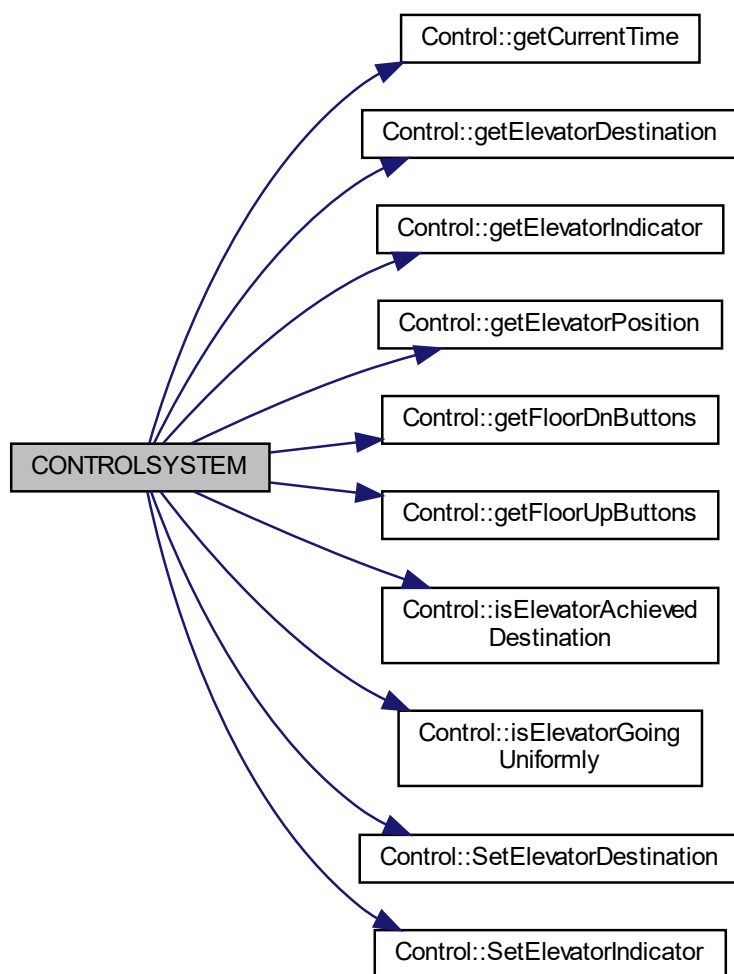 Control::getCurrentTime
Control::getElevatorDestination
Control::getElevatorIndicator
Control::getElevatorPosition
Control::getFloorDnButtons
CONTROLSYSTEM
Control::getFloorUpButtons
Control::isElevatorAchieved
Destination
Control::isElevatorGoing
Uniformly
Control::SetElevatorDestination
Control::SetElevatorIndicator